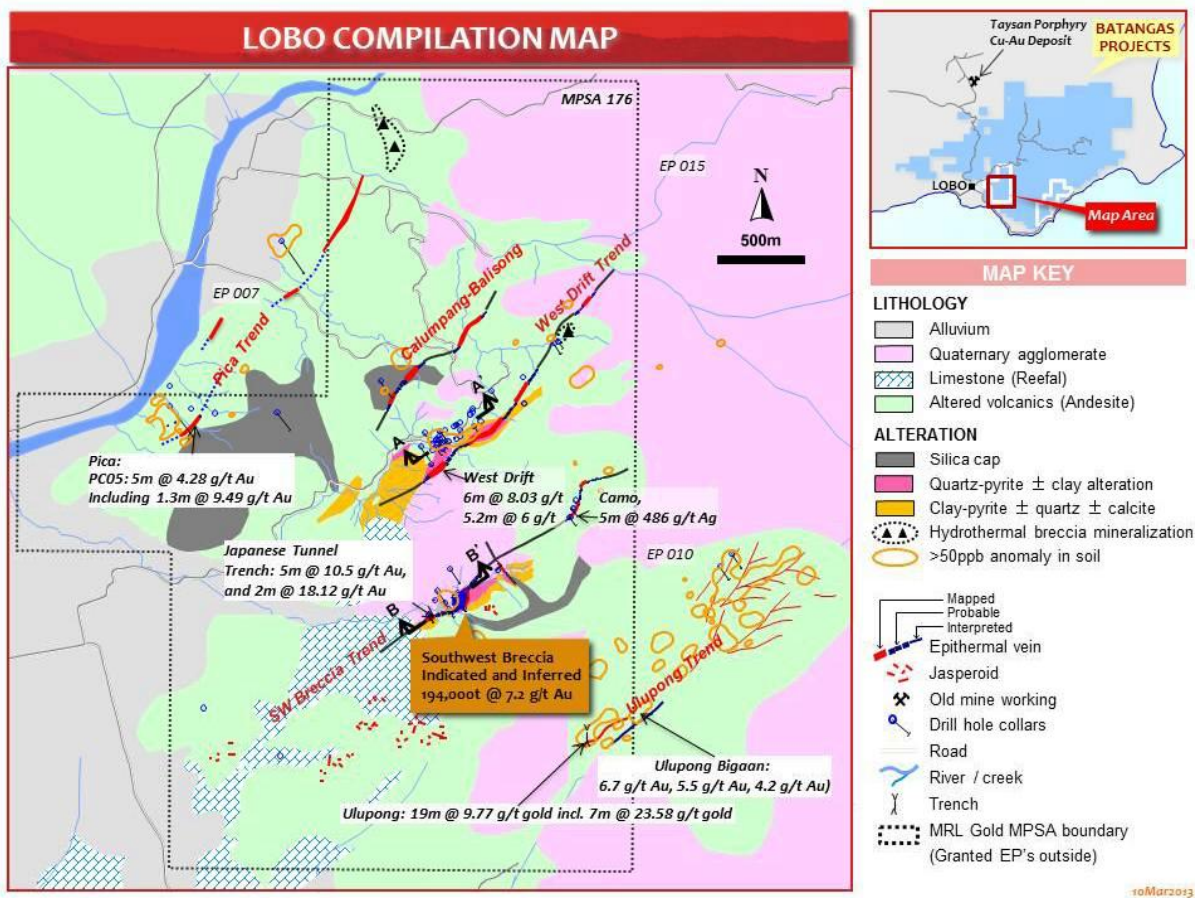 LOBO COMPILATION MAP
MPSA 176
EP 015
N
500m
EP 007
Pica Trend
Calumpang-Balisong
West Drift Trend
A'
A
Pica:
PC05: 5m @ 4.28 g/t Au
Including 1.3m @ 9.49 g/t Au
West Drift
6m @ 8.03 g/t
5.2m @ 6 g/t
Camo,
5m @ 486 g/t Ag
Japanese Tunnel
Trench: 5m @ 10.5 g/t Au,
and 2m @ 18.12 g/t Au
EP 010
B'
B
SW Breccia Trend
Southwest Breccia
Indicated and Inferred
194,000t @ 7.2 g/t Au
Ulupong Trend
Ulupong Bigaan:
6.7 g/t Au, 5.5 g/t Au, 4.2 g/t Au)
Ulupong: 19m @ 9.77 g/t gold incl. 7m @ 23.58 g/t gold
Taysan Porphyry
Cu-Au Deposit
BATANGAS
PROJECTS
LOBO
Map Area
MAP KEY
LITHOLOGY
Alluvium
Quaternary agglomerate
Limestone (Reefal)
Altered volcanics (Andesite)
ALTERATION
Silica cap
Quartz-pyrite ± clay alteration
Clay-pyrite ± quartz ± calcite
Hydrothermal breccia mineralization
>50ppb anomaly in soil
Mapped
Probable
Interpreted
Epithermal vein
Jasperoid
Old mine working
Drill hole collars
Road
River / creek
Trench
MRL Gold MPSA boundary
(Granted EP's outside)
10Mar2013